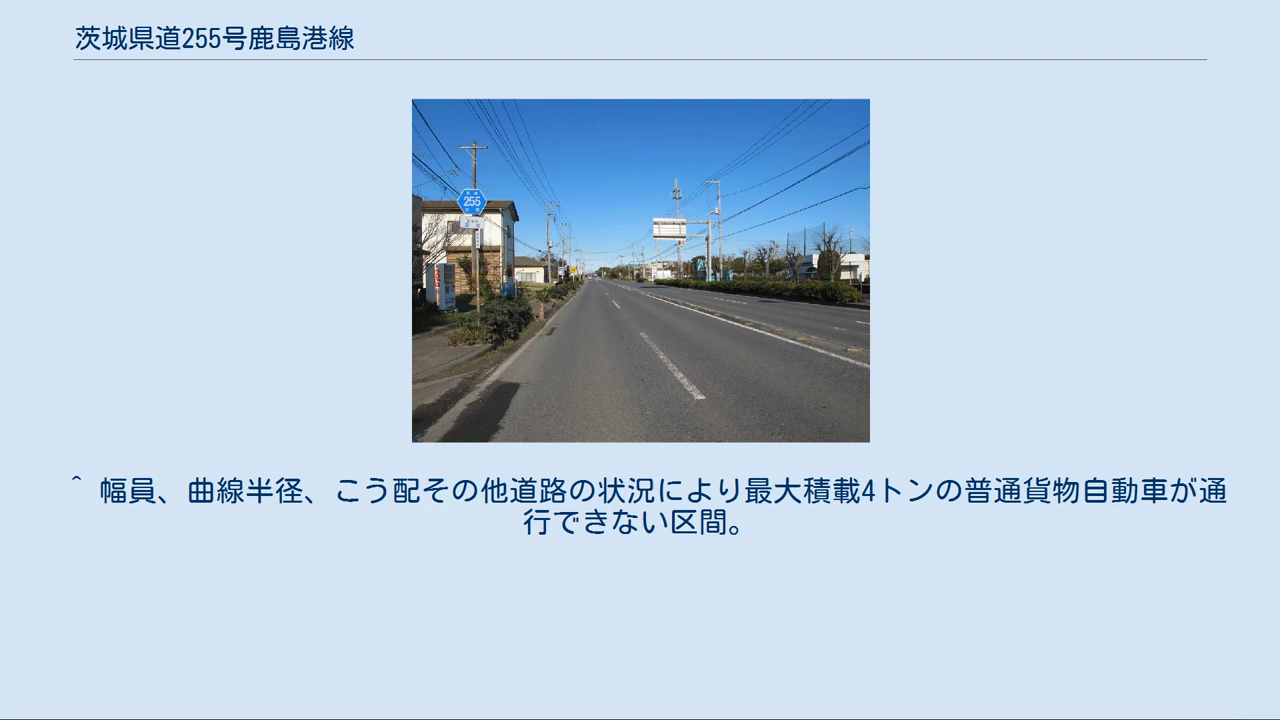 茨城県道255号鹿島港線
255
^ 幅員、曲線半径、こう配その他道路の状況により最大積載4トンの普通貨物自動車が通
行できない区間。